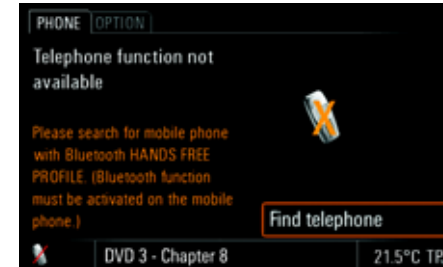 PHONE OPTION
Telephone function not
available
Please search for mobile phone
with Bluetooth HANDS FREE
PROFILE. (Bluetooth function
must be activated on the mobile
phone.)
Find telephone
DVD 3 - Chapter 8 21.5°C TP